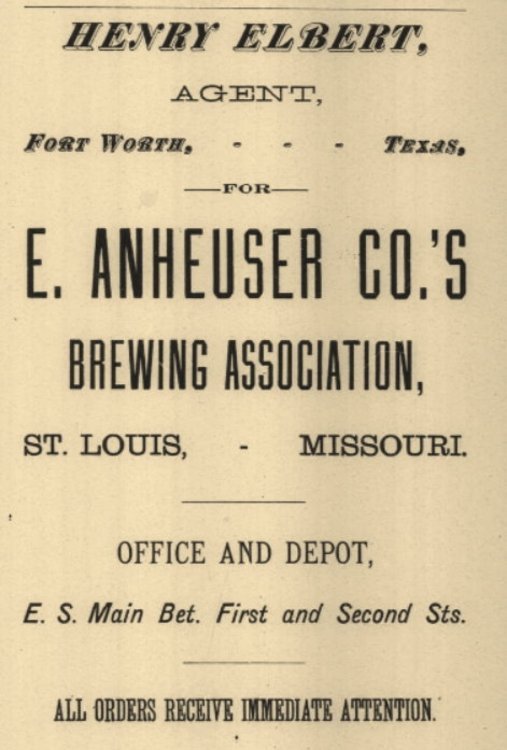 HENRY ELBERT,
AGENT,
FORT WORTH, - - - TEXAS,
FOR
E. ANHEUSER CO.'S
BREWING ASSOCIATION,
ST. LOUIS, - MISSOURI.
OFFICE AND DEPOT,
E. S. Main Bet. First and Second Sts.
ALL ORDERS RECEIVE IMMEDIATE ATTENTION.